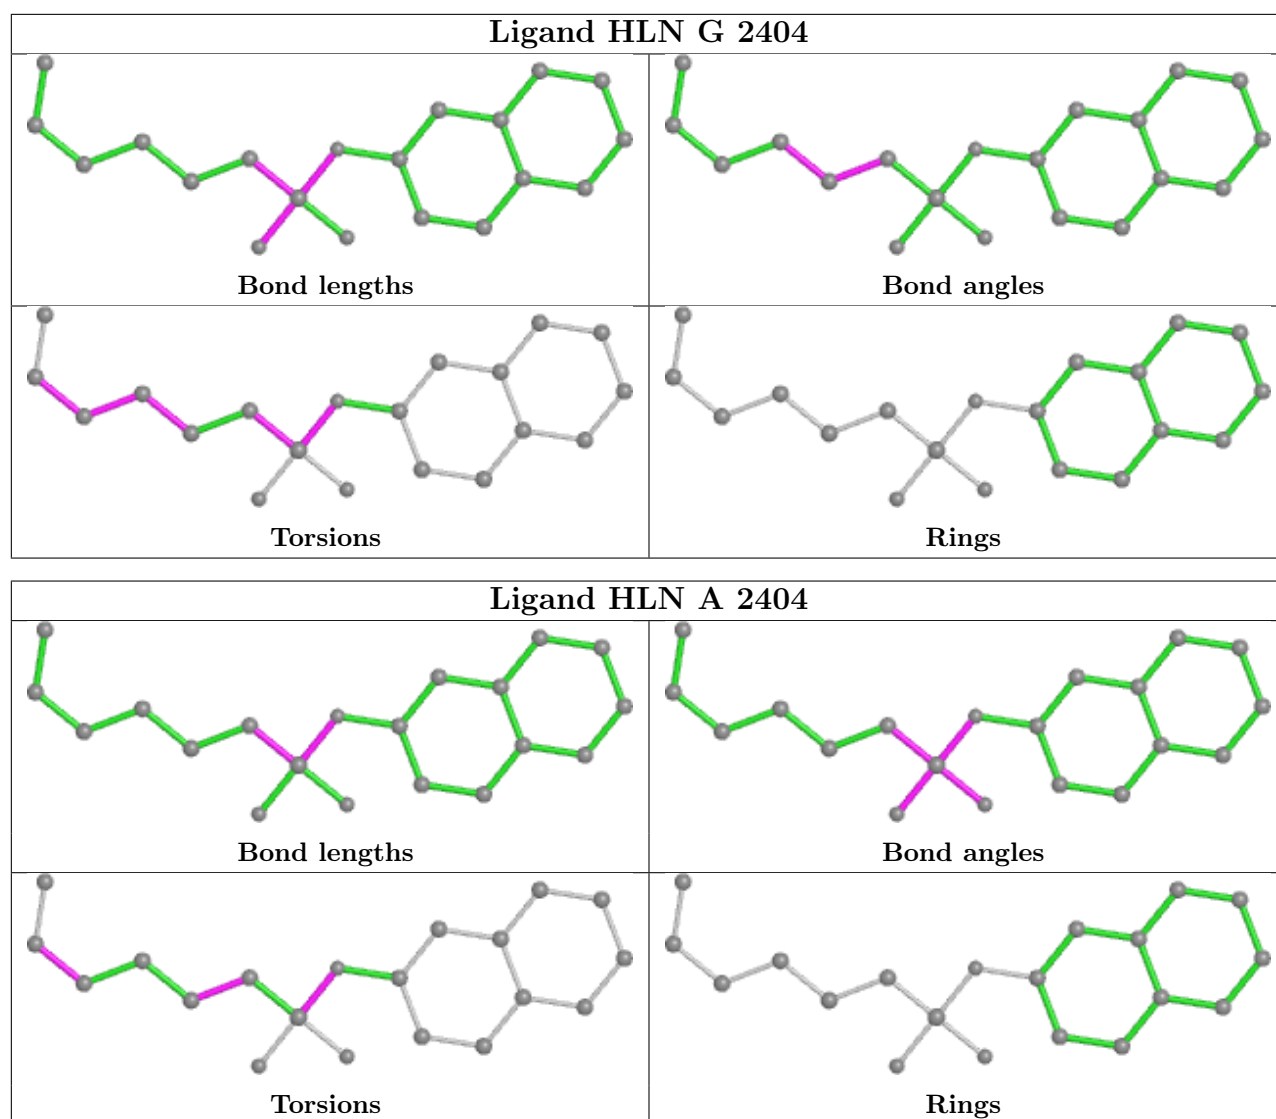 Ligand HLN G 2404
Bond lengths
Bond angles
Torsions
Rings
Ligand HLN A 2404
Bond lengths
Bond angles
Torsions
Rings